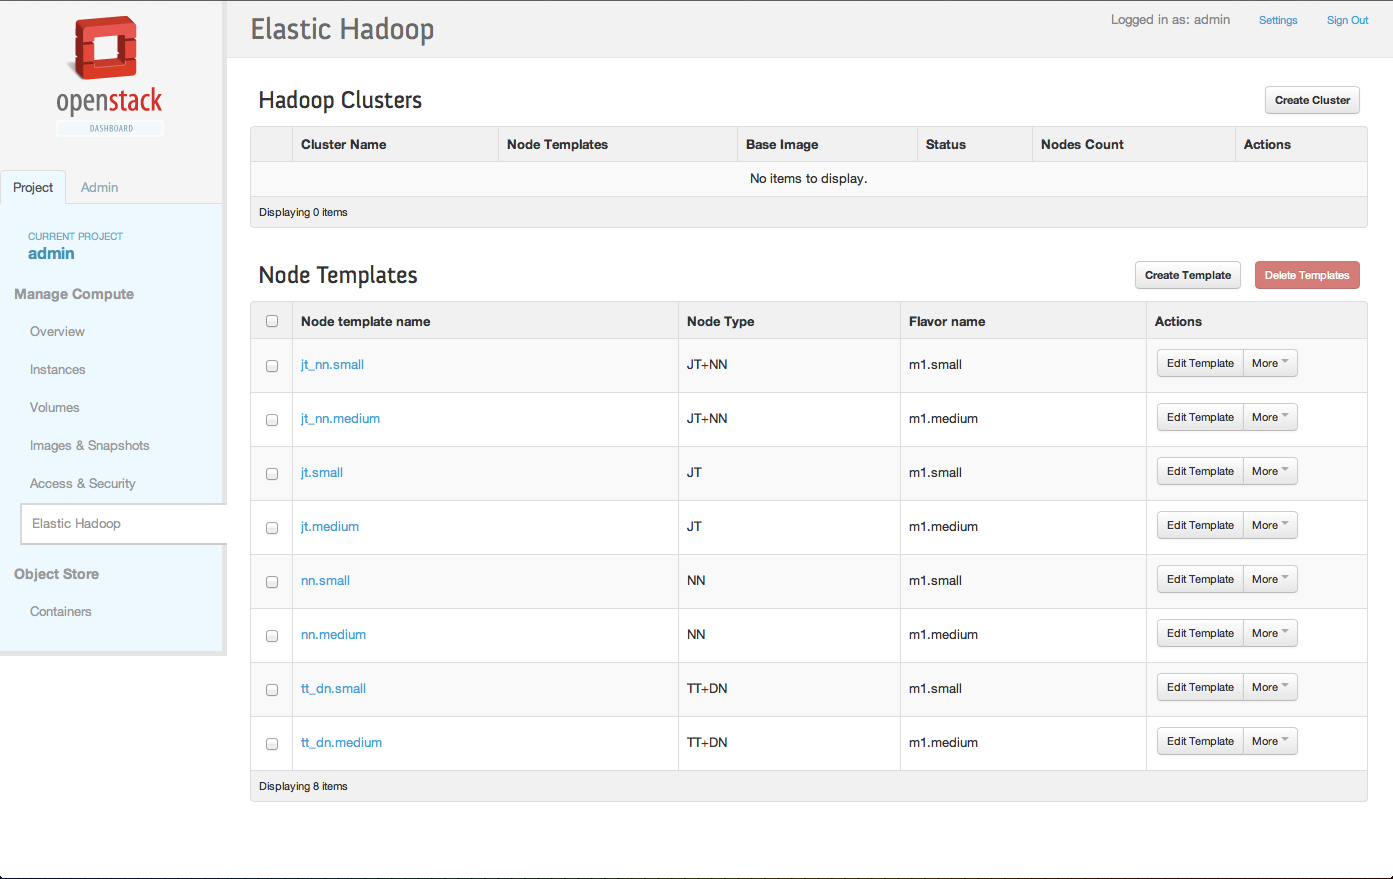 openstack
DASHBOARD
Project Admin
CURRENT PROJECT
admin
Manage Compute
Overview
Instances
Volumes
Images & Snapshots
Access & Security
Elastic Hadoop
Object Store
Containers
Elastic Hadoop
Logged in as: admin Settings Sign Out
Hadoop Clusters Create Cluster
Cluster Name Node Templates Base Image Status Nodes Count Actions
No items to display.
Displaying 0 items
Node Templates Create Template Delete Templates
Node template name Node Type Flavor name Actions
jt_nn.small JT+NN m1.small Edit Template More
jt_nn.medium JT+NN m1.medium Edit Template More
jt.small JT m1.small Edit Template More
jt.medium JT m1.medium Edit Template More
nn.small NN m1.small Edit Template More
nn.medium NN m1.medium Edit Template More
tt_dn.small TT+DN m1.small Edit Template More
tt_dn.medium TT+DN m1.medium Edit Template More
Displaying 8 items